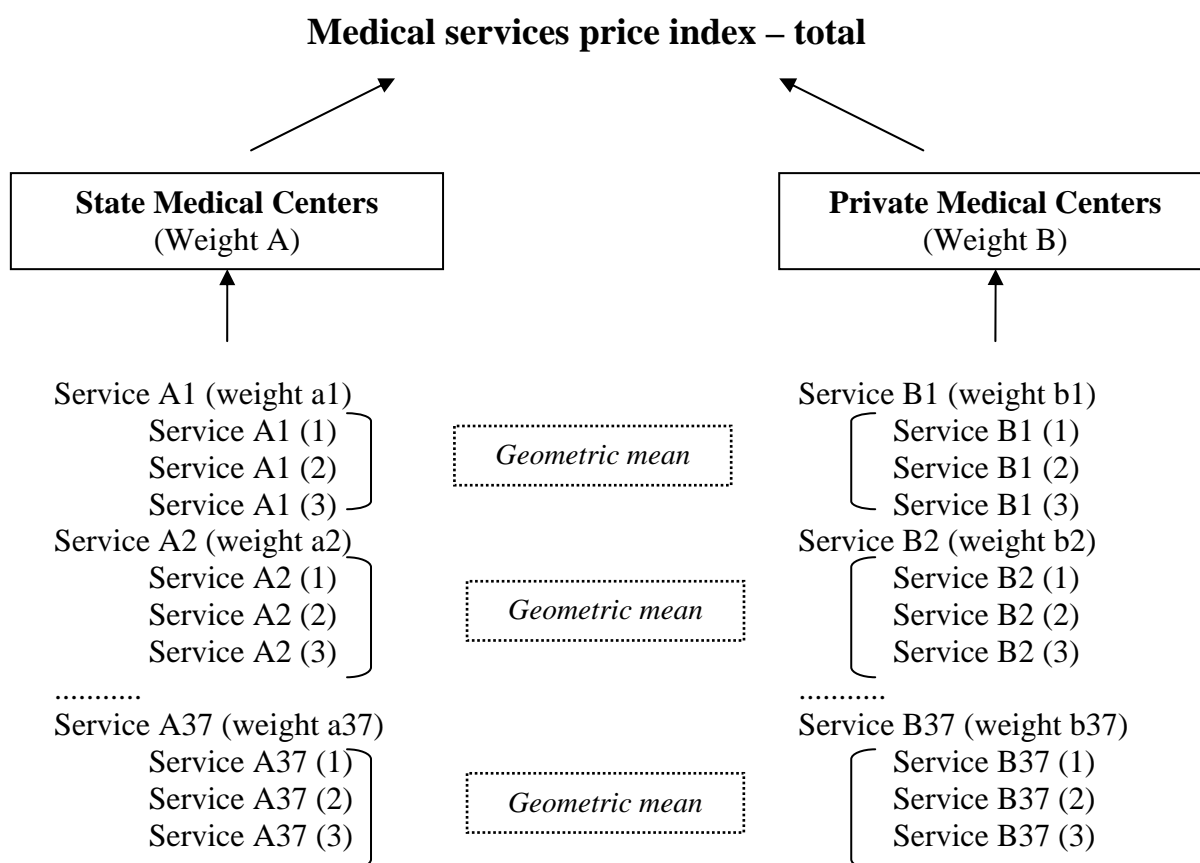 Medical services price index – total
State Medical Centers
(Weight A)
Private Medical Centers
(Weight B)
Service A1 (weight a1)
Service A1 (1)
Service A1 (2)
Service A1 (3)
Service A2 (weight a2)
Service A2 (1)
Service A2 (2)
Service A2 (3)
...........
Service A37 (weight a37)
Service A37 (1)
Service A37 (2)
Service A37 (3)
Geometric mean
Geometric mean
Geometric mean
Service B1 (weight b1)
Service B1 (1)
Service B1 (2)
Service B1 (3)
Service B2 (weight b2)
Service B2 (1)
Service B2 (2)
Service B2 (3)
...........
Service B37 (weight b37)
Service B37 (1)
Service B37 (2)
Service B37 (3)